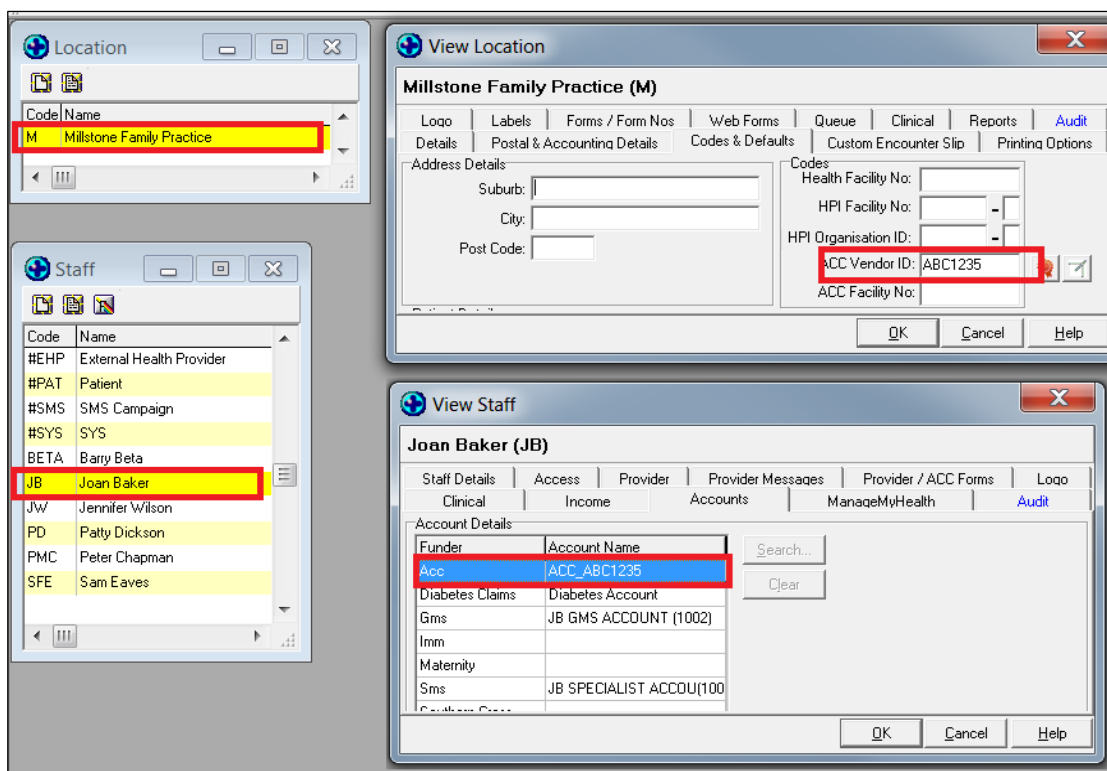 Location
Code Name
M Millstone Family Practice
Staff
Code Name
#EHP External Health Provider
#PAT Patient
#SMS SMS Campaign
#SYS SYS
BETA Barry Beta
JB Joan Baker
JW Jennifer Wilson
PD Patty Dickson
PMC Peter Chapman
SFE Sam Eaves
View Location
Millstone Family Practice (M)
Logo Labels Forms / Form Nos Web Forms Queue Clinical Reports Audit
Details Postal & Accounting Details Codes & Defaults Custom Encounter Slip Printing Options
Address Details
Suburb:
City:
Post Code:
Codes
Health Facility No:
HPI Facility No: -
HPI Organisation ID: -
ACC Vendor ID: ABC1235
ACC Facility No:
OK Cancel Help
View Staff
Joan Baker (JB)
Staff Details Access Provider Provider Messages Provider / ACC Forms Logo
Clinical Income Accounts ManageMyHealth Audit
Account Details
Funder Account Name
Acc ACC_ABC1235
Diabetes Claims Diabetes Account
Gms JB GMS ACCOUNT (1002)
Imm
Maternity
Sms JB SPECIALIST ACCOU(100
Search...
Clear
OK Cancel Help